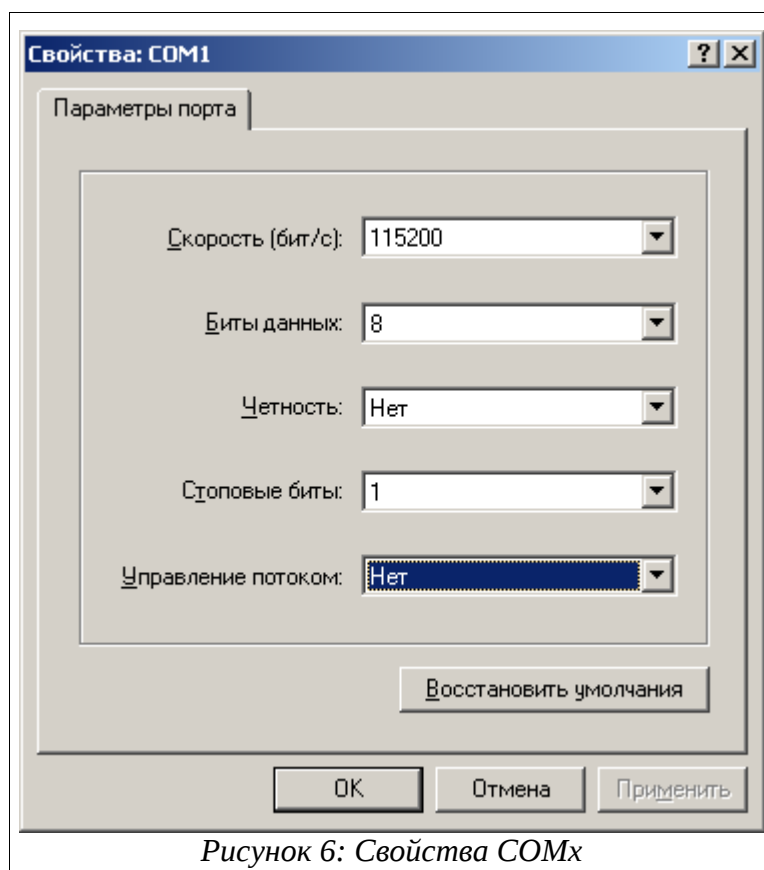 Свойства: COM1
Параметры порта
Скорость (бит/с): 115200
Биты данных: 8
Четность: Нет
Стоповые биты: 1
Управление потоком: Нет
Восстановить умолчания
OK Отмена Применить
Рисунок 6: Свойства COMx